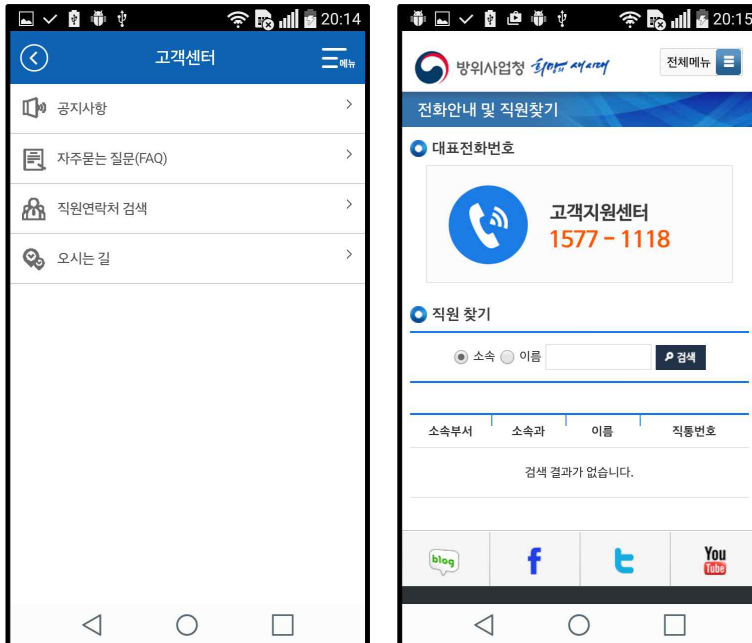 20:14
고객센터
메뉴
공지사항
자주묻는 질문(FAQ)
직원연락처 검색
오시는 길
20:15
방위사업청 희망의 새시대
전체메뉴
전화안내 및 직원찾기
대표전화번호
고객지원센터
1577 - 1118
직원 찾기
소속 이름 검색
소속부서 소속과 이름 직통번호
검색 결과가 없습니다.
blog f t You Tube